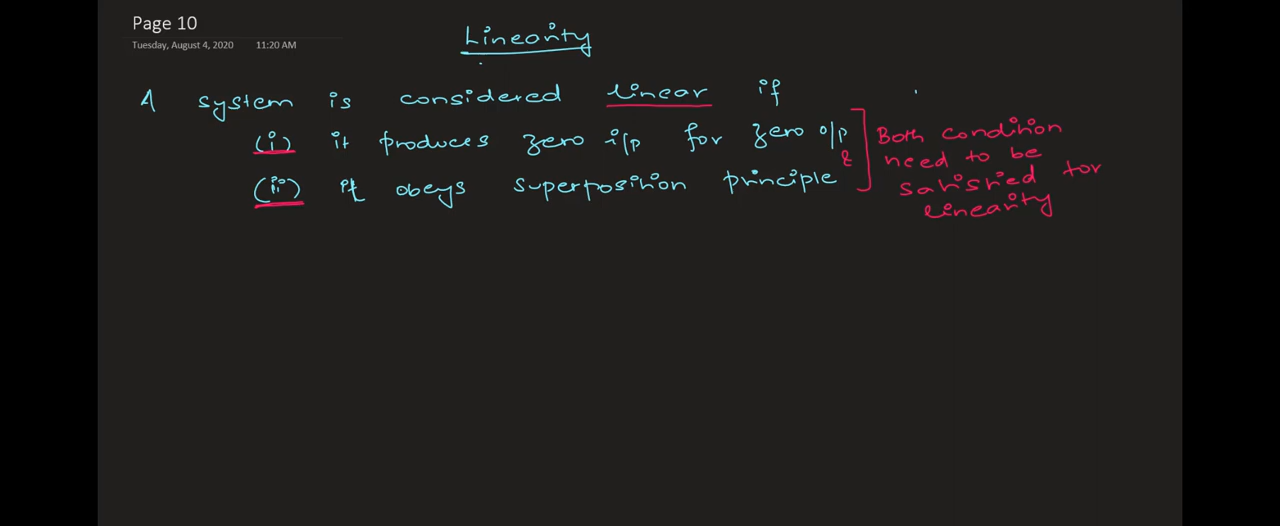 Page 10
Tuesday, August 4, 2020 11:20 AM
Linearity
A system is considered linear if
(i) it produces zero i/p for zero o/p
&
(ii) it obeys superposition principle
Both condition
need to be
satisfied for
linearity